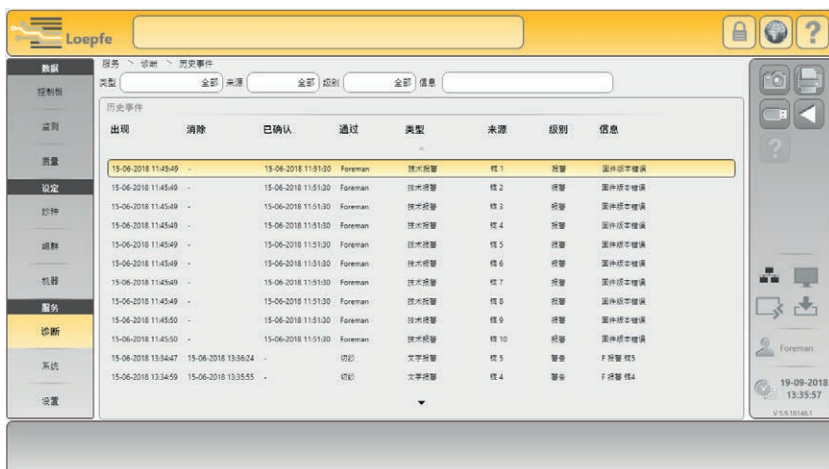 Loepfe
?
数据
控制板
监测
质量
设定
纱种
组群
机器
服务
诊断
系统
设置
服务 > 诊断 > 历史事件
类型 全部 来源 全部 级别 全部 信息
历史事件
出现 消除 已确认 通过 类型 来源 级别 信息
15-06-2018 11:45:49 - 15-06-2018 11:51:30 Foreman 技术报警 锭 1 报警 固件版本错误
15-06-2018 11:45:49 - 15-06-2018 11:51:30 Foreman 技术报警 锭 2 报警 固件版本错误
15-06-2018 11:45:49 - 15-06-2018 11:51:30 Foreman 技术报警 锭 3 报警 固件版本错误
15-06-2018 11:45:49 - 15-06-2018 11:51:30 Foreman 技术报警 锭 4 报警 固件版本错误
15-06-2018 11:45:49 - 15-06-2018 11:51:30 Foreman 技术报警 锭 5 报警 固件版本错误
15-06-2018 11:45:49 - 15-06-2018 11:51:30 Foreman 技术报警 锭 6 报警 固件版本错误
15-06-2018 11:45:49 - 15-06-2018 11:51:30 Foreman 技术报警 锭 7 报警 固件版本错误
15-06-2018 11:45:49 - 15-06-2018 11:51:30 Foreman 技术报警 锭 8 报警 固件版本错误
15-06-2018 11:45:50 - 15-06-2018 11:51:30 Foreman 技术报警 锭 9 报警 固件版本错误
15-06-2018 11:45:50 - 15-06-2018 11:51:30 Foreman 技术报警 锭 10 报警 固件版本错误
15-06-2018 13:34:47 15-06-2018 13:36:24 - 切纱 文字报警 锭 5 警告 F 报警 锭5
15-06-2018 13:34:59 15-06-2018 13:35:55 - 切纱 文字报警 锭 4 警告 F 报警 锭4
?
Foreman
19-09-2018
13:35:57
V 5.9.18148.1